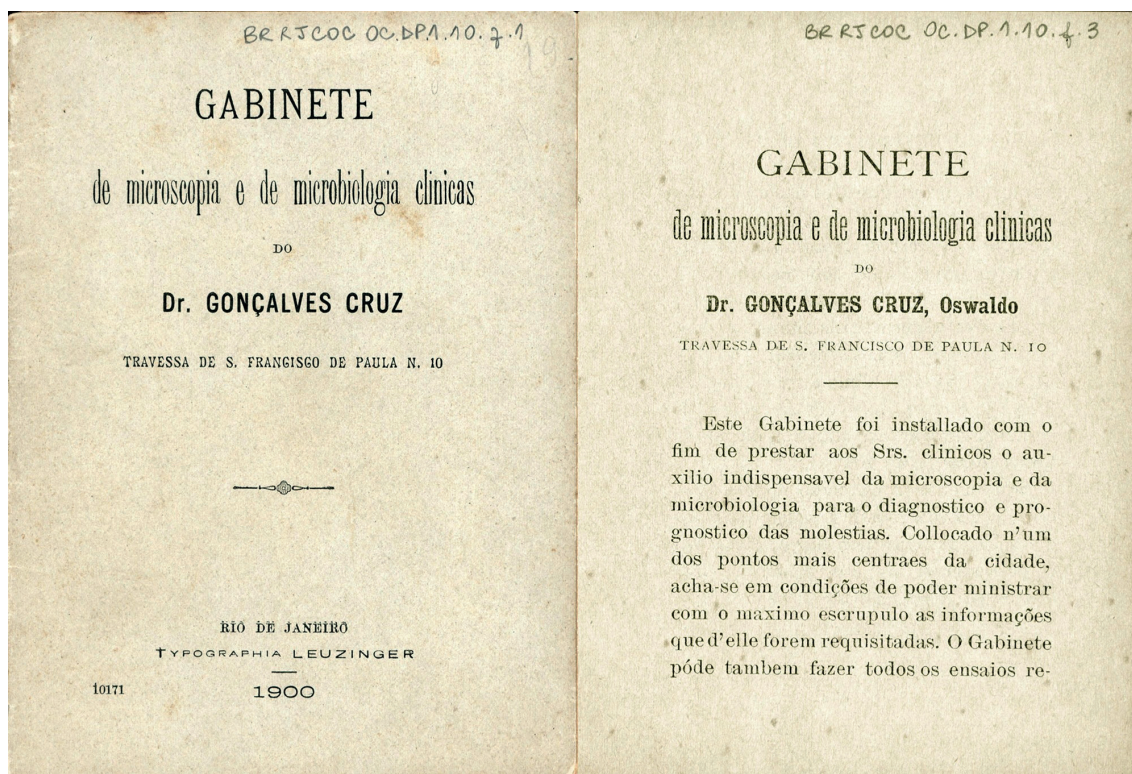 BR RJCOC OC.DP.1.10.f.1
GABINETE
de microscopia e de microbiologia clinicas
DO
Dr. GONÇALVES CRUZ
TRAVESSA DE S. FRANCISCO DE PAULA N. 10
RIO DE JANEIRO
TYPOGRAPHIA LEUZINGER
10171
1900
BR RJCOC OC.DP.1.10.f.3
GABINETE
de microscopia e de microbiologia clinicas
DO
Dr. GONÇALVES CRUZ, Oswaldo
TRAVESSA DE S. FRANCISCO DE PAULA N. 10
Este Gabinete foi installado com o
fim de prestar aos Srs. clinicos o au-
xilio indispensavel da microscopia e da
microbiologia para o diagnostico e pro-
gnostico das molestias. Collocado n'um
dos pontos mais centraes da cidade,
acha-se em condições de poder ministrar
com o maximo escrupulo as informações
que d'elle forem requisitadas. O Gabinete
póde tambem fazer todos os ensaios re-